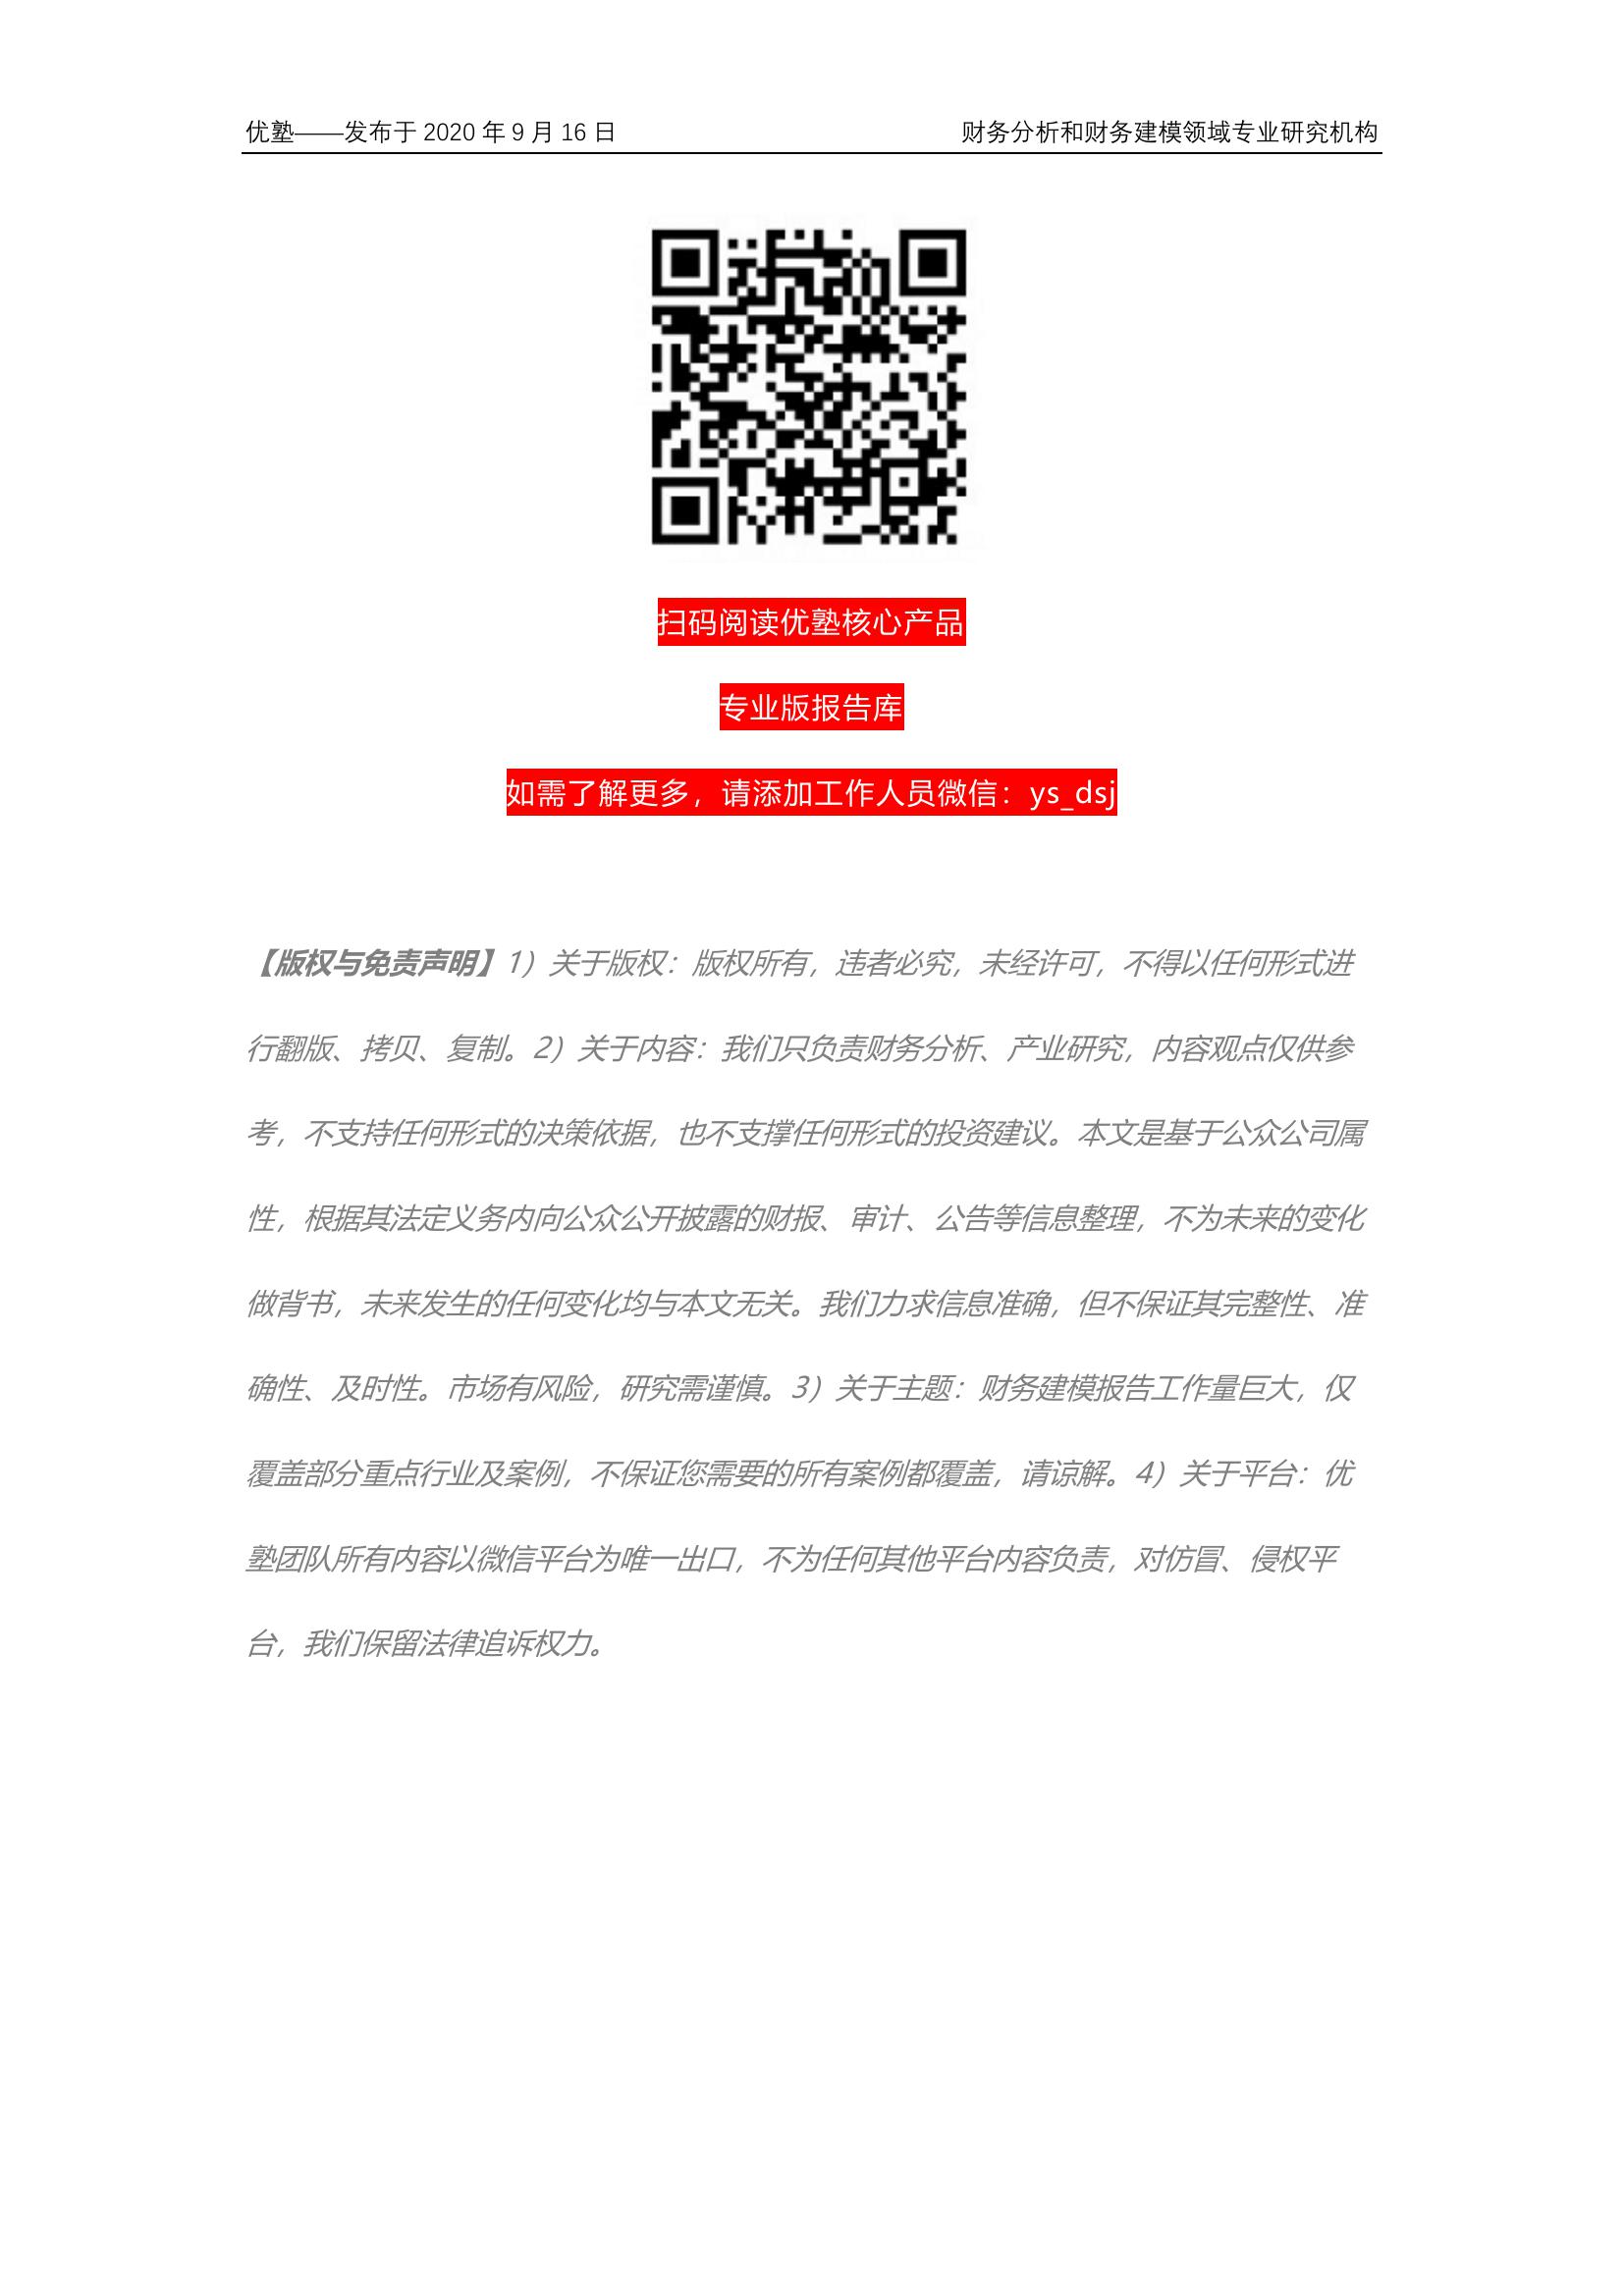 优塾——发布于 2020 年 9 月 16 日 财务分析和财务建模领域专业研究机构
扫码阅读优塾核心产品
专业版报告库
如需了解更多，请添加工作人员微信：ys_dsj
【版权与免责声明】1）关于版权：版权所有，违者必究，未经许可，不得以任何形式进
行翻版、拷贝、复制。2）关于内容：我们只负责财务分析、产业研究，内容观点仅供参
考，不支持任何形式的决策依据，也不支撑任何形式的投资建议。本文是基于公众公司属
性，根据其法定义务内向公众公开披露的财报、审计、公告等信息整理，不为未来的变化
做背书，未来发生的任何变化均与本文无关。我们力求信息准确，但不保证其完整性、准
确性、及时性。市场有风险，研究需谨慎。3）关于主题：财务建模报告工作量巨大，仅
覆盖部分重点行业及案例，不保证您需要的所有案例都覆盖，请谅解。4）关于平台：优
塾团队所有内容以微信平台为唯一出口，不为任何其他平台内容负责，对仿冒、侵权平
台，我们保留法律追诉权力。